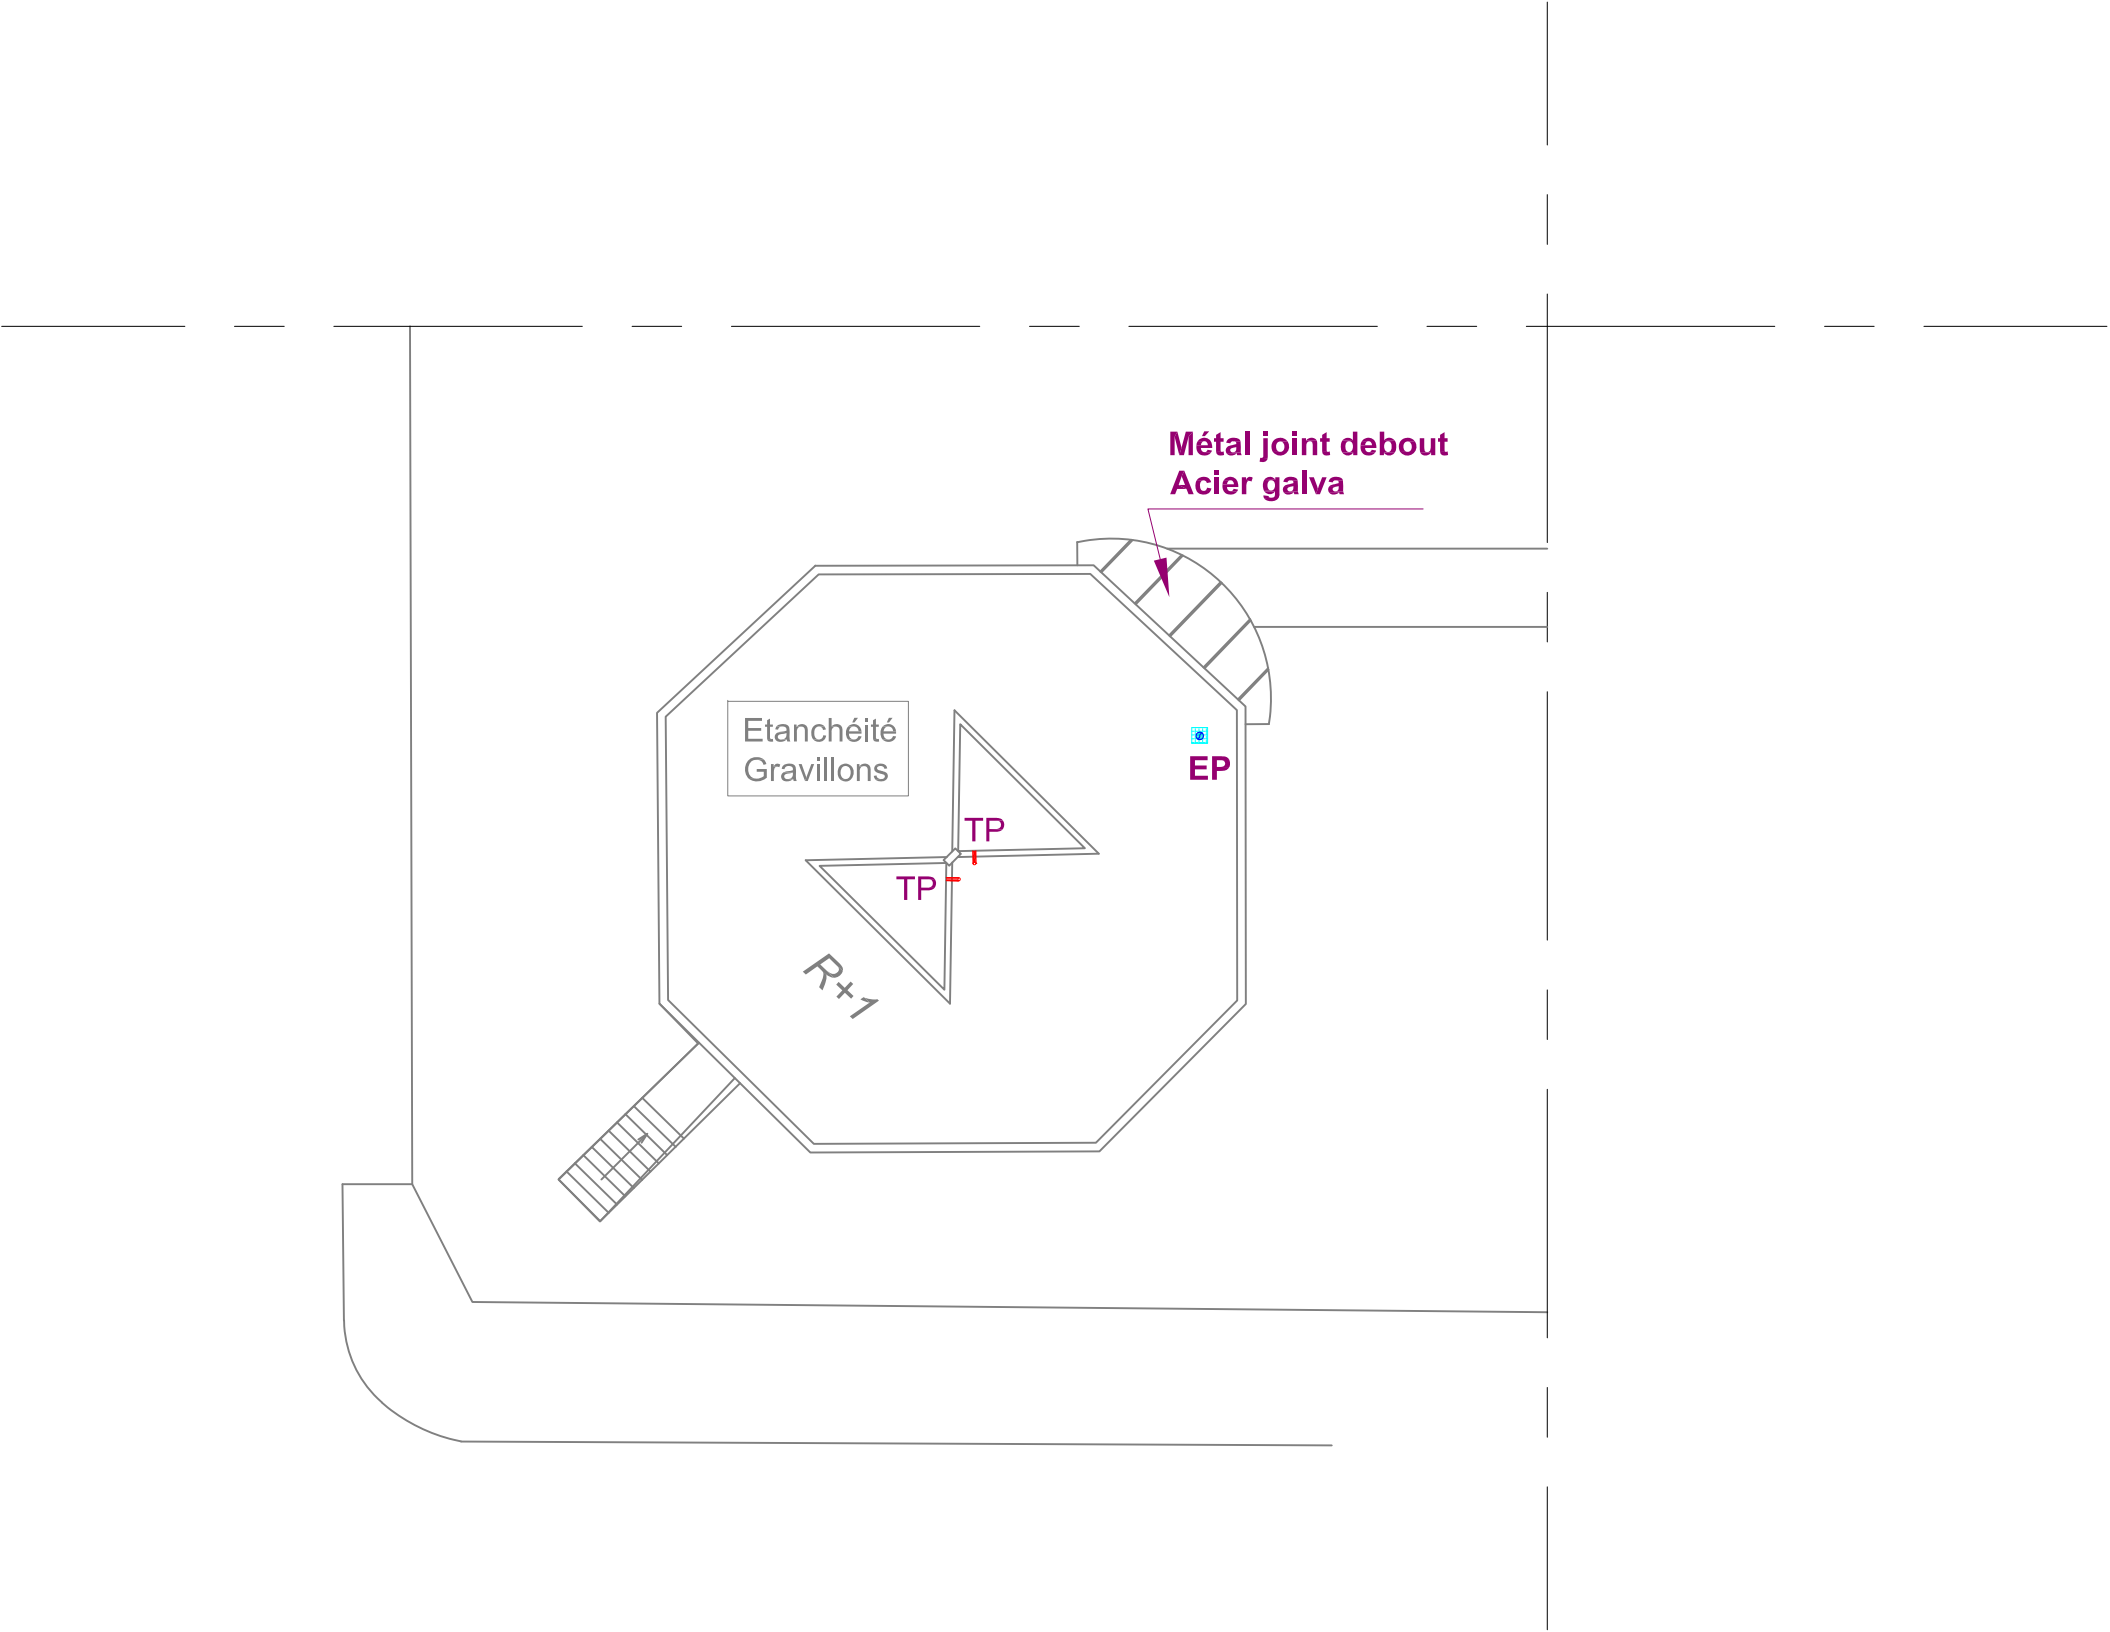 Métal joint debout
Acier galva
Etanchéité
Gravillons
EP
TP
TP
R+1